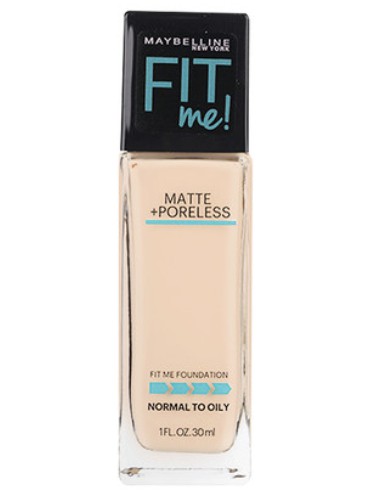 MAYBELLINE
NEW YORK
FIT
me!
MATTE
+PORELESS
FIT ME FOUNDATION
NORMAL TO OILY
1FL.OZ.30ml